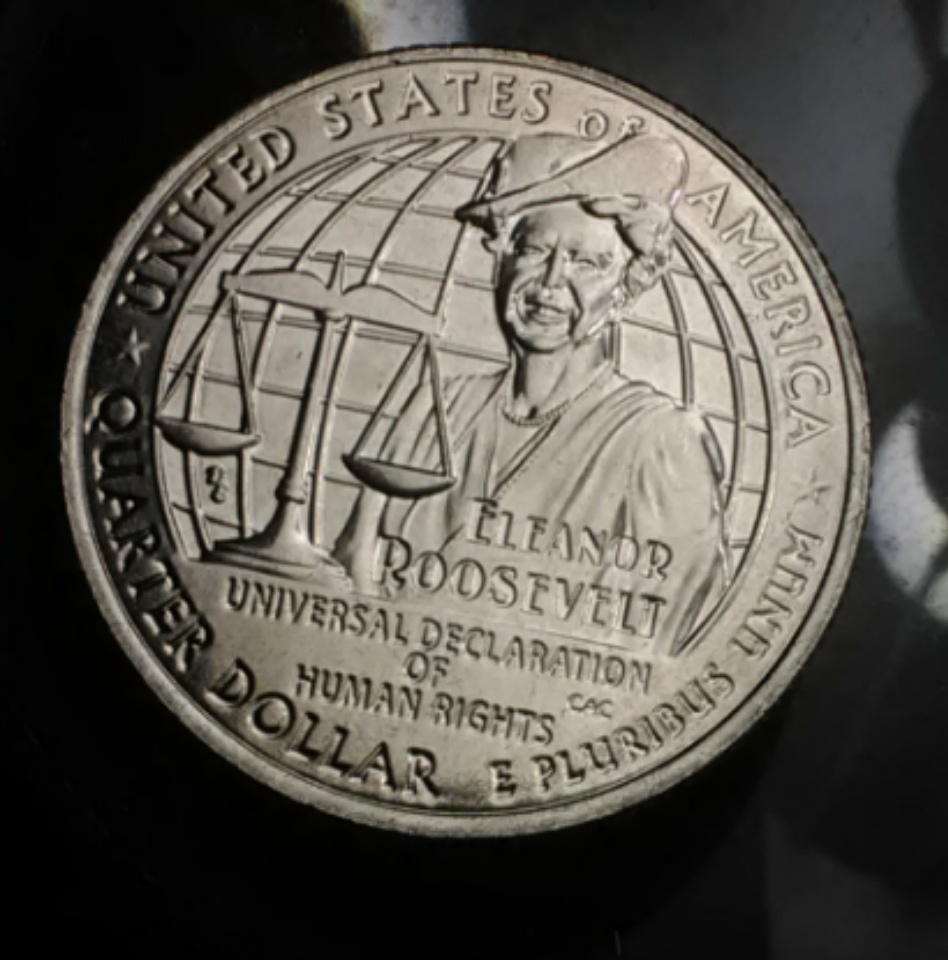 UNITED STATES OF AMERICA
QUARTER DOLLAR
E PLURIBUS UNUM
ELEANOR
ROOSEVELT
UNIVERSAL DECLARATION
OF
HUMAN RIGHTS
CAC